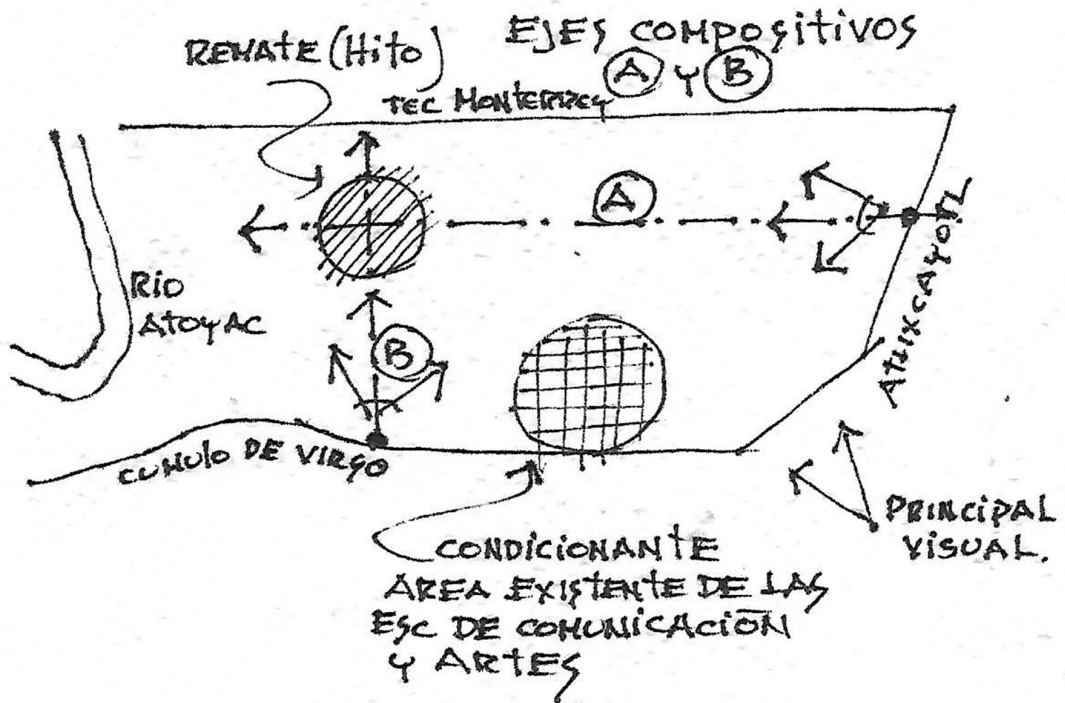 EJES COMPOSITIVOS
A Y B
REMATE (Hito)
TEC MONTERREY
A
ATLIXCAYOTL
RIO
ATOYAC
B
CUMULO DE VIRGO
PRINCIPAL
VISUAL.
CONDICIONANTE
AREA EXISTENTE DE LAS
ESC DE COMUNICACIÓN
Y ARTES